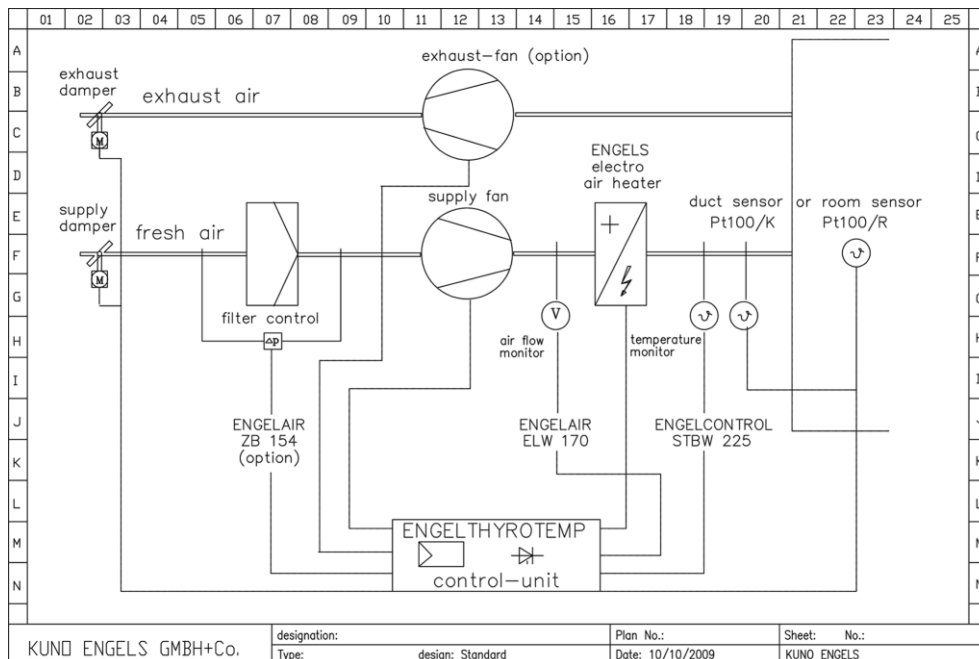 01 02 03 04 05 06 07 08 09 10 11 12 13 14 15 16 17 18 19 20 21 22 23 24 25
A
B
C
D
E
F
G
H
I
J
K
L
M
N
exhaust-fan (option)
exhaust
damper
exhaust air
M
ENGELS
electro
air heater
supply
damper
fresh air
M
supply fan
duct sensor or room sensor
Pt100/K Pt100/R
+
filter control
ΔP
V
air flow
monitor
temperature
monitor
ENGELAIR
ZB 154
(option)
ENGELAIR
ELW 170
ENGELCONTROL
STBW 225
ENGELTHYROTEMP
control-unit
KUNO ENGELS GMBH+Co.
designation:
Type: design: Standard
Plan No.:
Date: 10/10/2009
Sheet: No.:
KUNO ENGELS